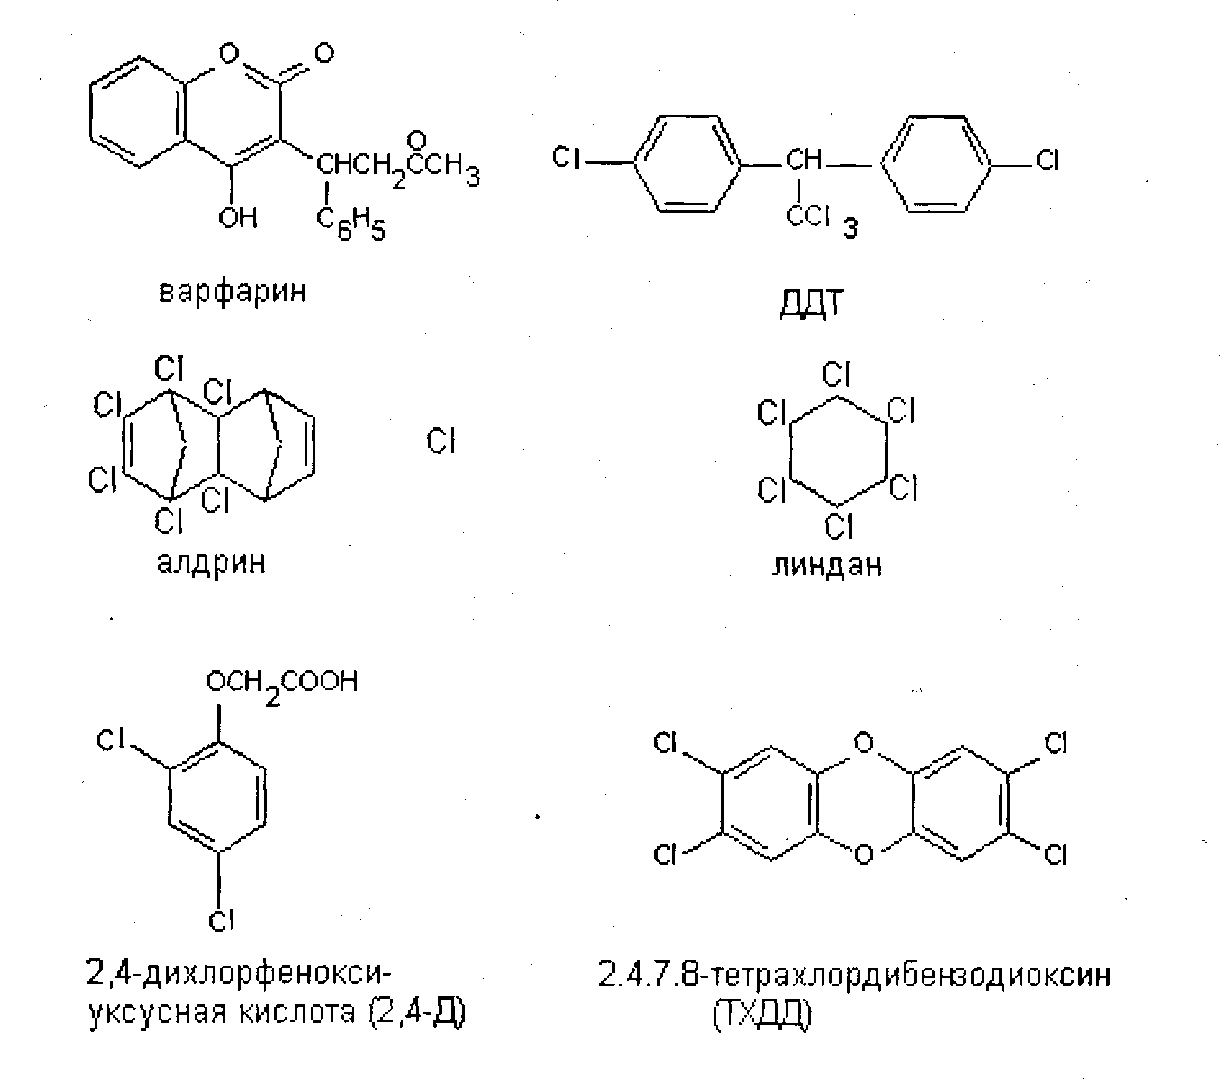 O O
CHCH2CCH3
O
OH C6H5
варфарин
Cl CH Cl
CCl3
ДДТ
Cl
Cl Cl
Cl
Cl Cl
Cl
алдрин
Cl
Cl Cl
Cl Cl
Cl
линдан
OCH2COOH
Cl
Cl
2,4-дихлорфенокси-
уксусная кислота (2,4-Д)
Cl O Cl
Cl O Cl
2.4.7.8-тетрахлордибензодиоксин
(ТХДД)